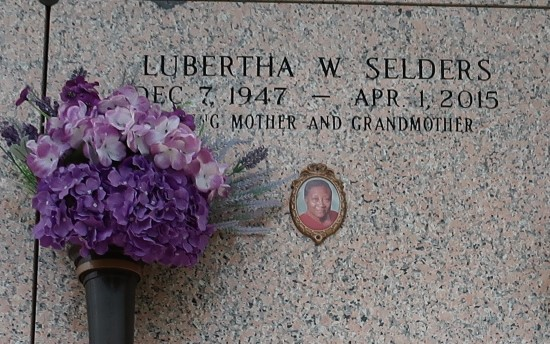 LUBERTHA W. SELDERS
DEC. 7, 1947 — APR. 1, 2015
MOTHER AND GRANDMOTHER